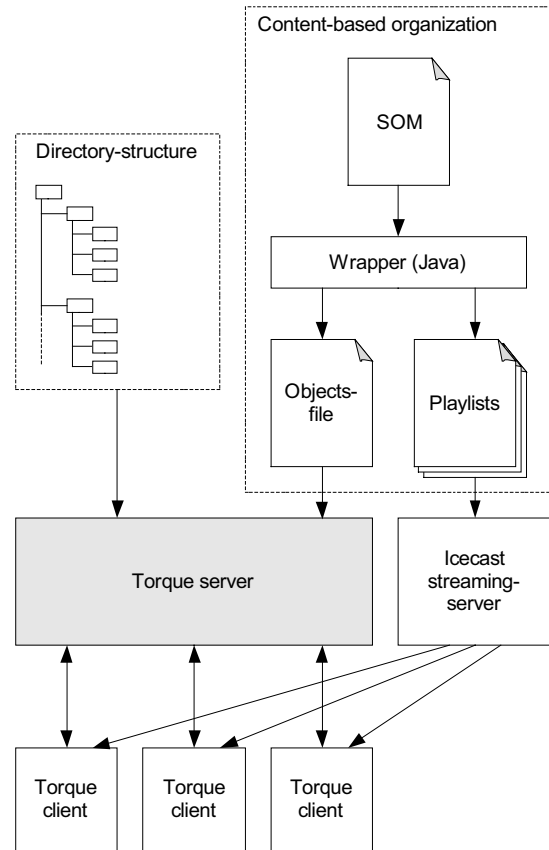 Content-based organization
SOM
Directory-structure
Wrapper (Java)
Objects-
file
Playlists
Torque server
Icecast
streaming-
server
Torque
client
Torque
client
Torque
client